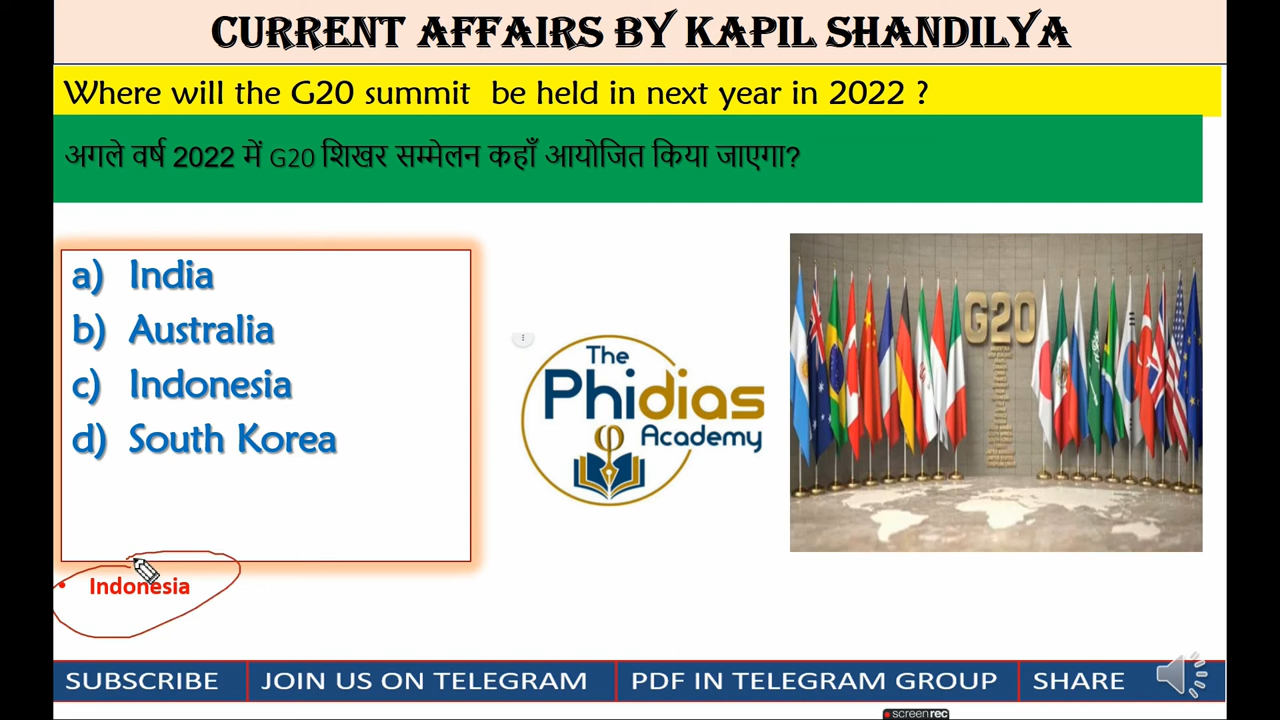 CURRENT AFFAIRS BY KAPIL SHANDILYA
Where will the G20 summit be held in next year in 2022 ?
अगले वर्ष 2022 में G20 शिखर सम्मेलन कहाँ आयोजित किया जाएगा?
a) India
b) Australia
c) Indonesia
d) South Korea
The
Phidias
Academy
G20
• Indonesia
SUBSCRIBE
JOIN US ON TELEGRAM
PDF IN TELEGRAM GROUP
SHARE
screenrec